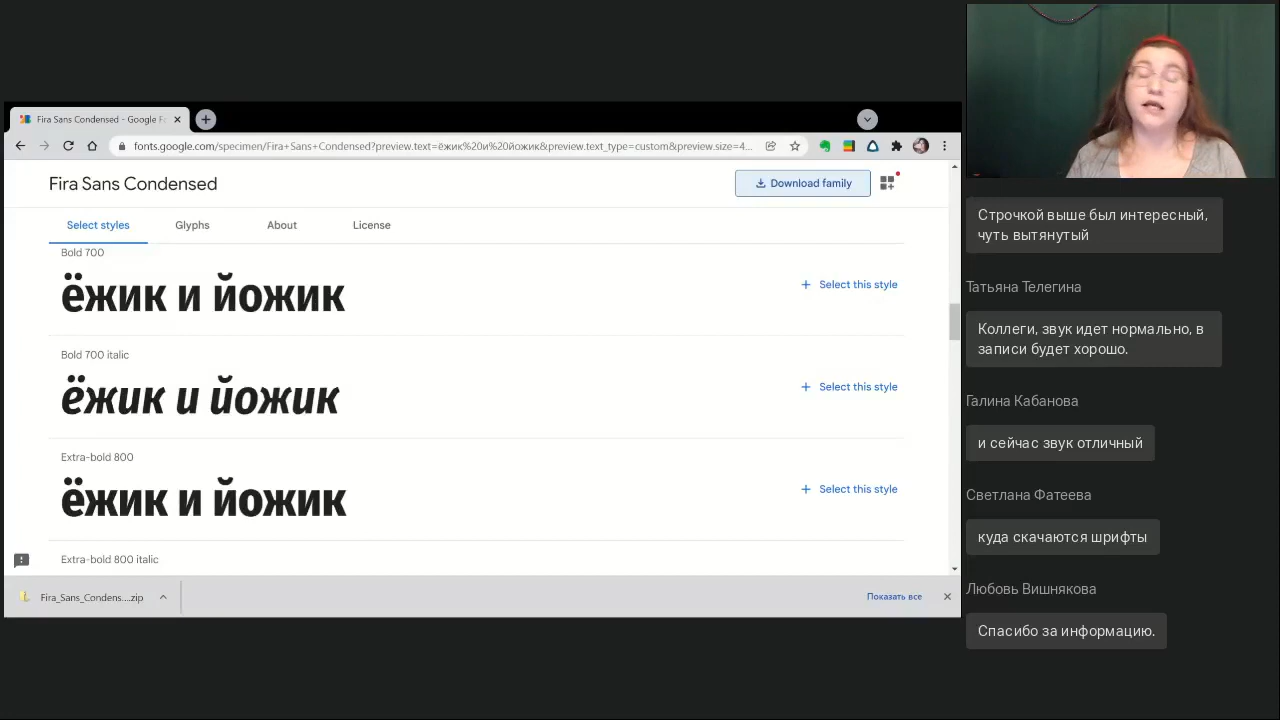 Fira Sans Condensed - Google F
fonts.google.com/specimen/Fira+Sans+Condensed?preview.text=ёжик%20и%20йожик&preview.text_type=custom&preview.size=4...
Fira Sans Condensed
Download family
Select styles
Glyphs
About
License
Bold 700
ёжик и йожик
+ Select this style
Bold 700 italic
ёжик и йожик
+ Select this style
Extra-bold 800
ёжик и йожик
+ Select this style
Extra-bold 800 italic
Fira_Sans_Condens....zip
Показать все
Строчкой выше был интересный,
чуть вытянутый
Татьяна Телегина
Коллеги, звук идет нормально, в
записи будет хорошо.
Галина Кабанова
и сейчас звук отличный
Светлана Фатеева
куда скачаются шрифты
Любовь Вишнякова
Спасибо за информацию.